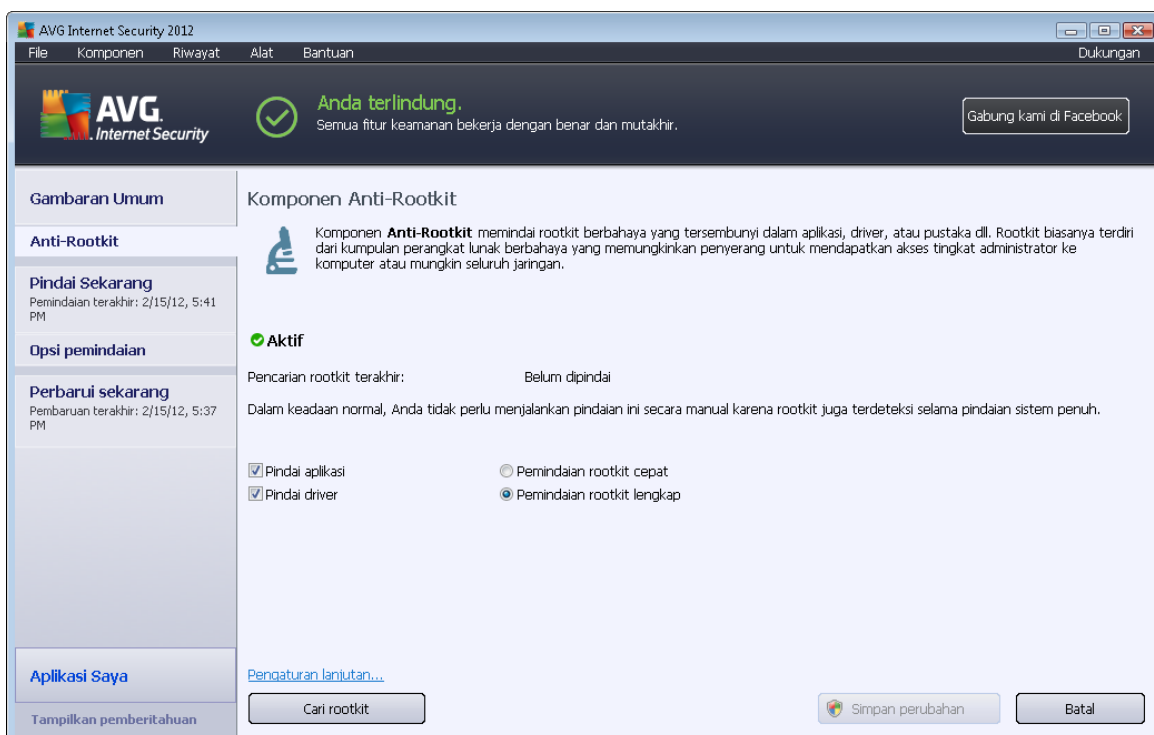 AVG Internet Security 2012
File Komponen Riwayat Alat Bantuan Dukungan
AVG.
Internet Security
Anda terlindung.
Semua fitur keamanan bekerja dengan benar dan mutakhir.
Gabung kami di Facebook
Gambaran Umum
Anti-Rootkit
Pindai Sekarang
Pemindaian terakhir: 2/15/12, 5:41
PM
Opsi pemindaian
Perbarui sekarang
Pembaruan terakhir: 2/15/12, 5:37
PM
Aplikasi Saya
Tampilkan pemberitahuan
Komponen Anti-Rootkit
Komponen Anti-Rootkit memindai rootkit berbahaya yang tersembunyi dalam aplikasi, driver, atau pustaka dll. Rootkit biasanya terdiri
dari kumpulan perangkat lunak berbahaya yang memungkinkan penyerang untuk mendapatkan akses tingkat administrator ke
komputer atau mungkin seluruh jaringan.
Aktif
Pencarian rootkit terakhir: Belum dipindai
Dalam keadaan normal, Anda tidak perlu menjalankan pindaian ini secara manual karena rootkit juga terdeteksi selama pindaian sistem penuh.
Pindai aplikasi Pemindaian rootkit cepat
Pindai driver Pemindaian rootkit lengkap
Pengaturan lanjutan...
Cari rootkit Simpan perubahan Batal